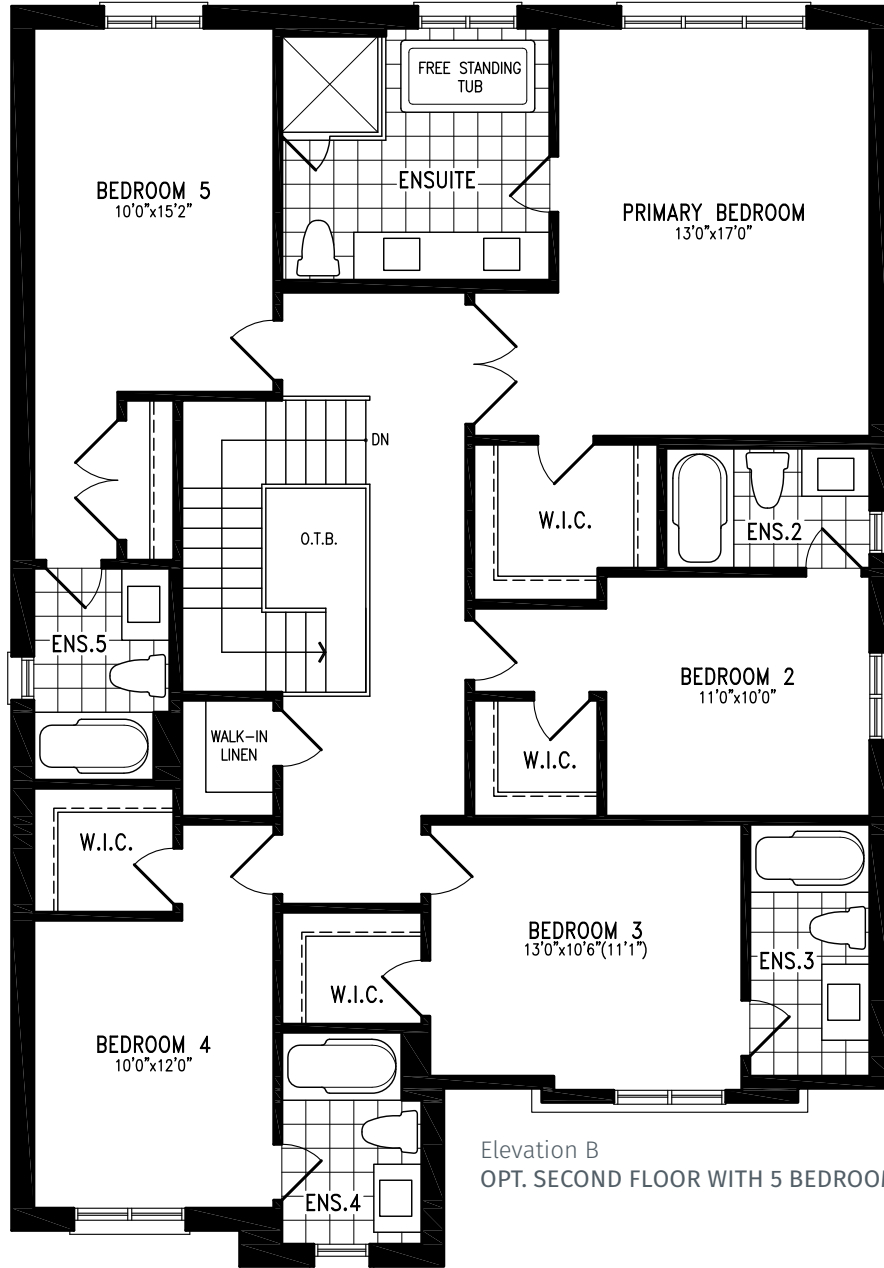 FREE STANDING
TUB
ENSUITE
BEDROOM 5
10'0"x15'2"
PRIMARY BEDROOM
13'0"x17'0"
DN
W.I.C.
ENS.2
O.T.B.
ENS.5
BEDROOM 2
11'0"x10'0"
WALK-IN
LINEN
W.I.C.
W.I.C.
BEDROOM 3
13'0"x10'6"(11'1")
ENS.3
W.I.C.
BEDROOM 4
10'0"x12'0"
ENS.4
Elevation B
OPT. SECOND FLOOR WITH 5 BEDROOM